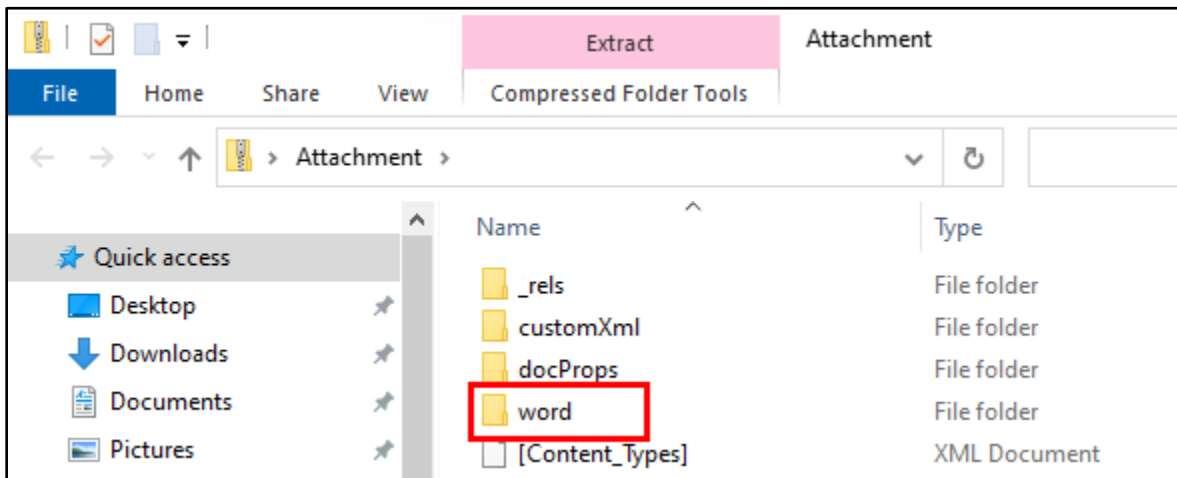 Extract
Attachment
File Home Share View Compressed Folder Tools
Attachment
Name Type
Quick access
Desktop
Downloads
Documents
Pictures
_rels File folder
customXml File folder
docProps File folder
word File folder
[Content_Types] XML Document